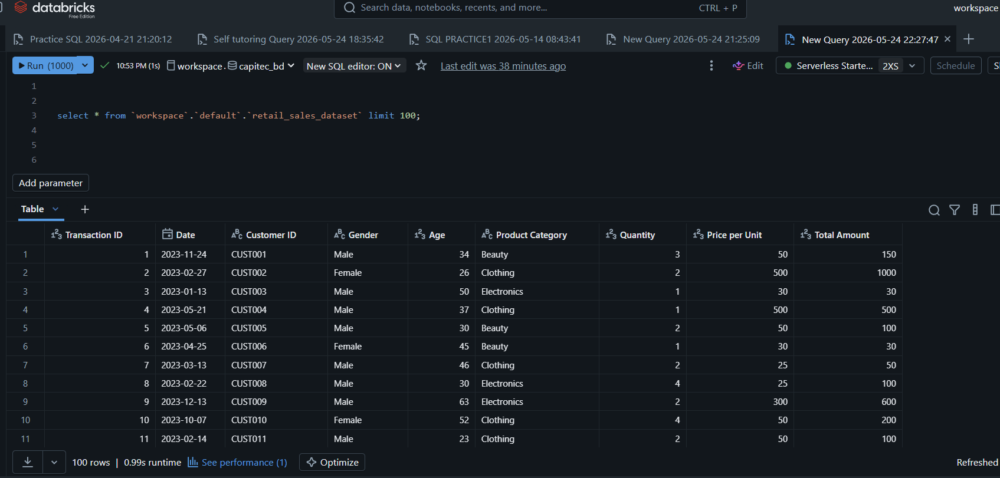 databricks
Free Edition
Search data, notebooks, recents, and more... CTRL + P
workspace
Practice SQL 2026-04-21 21:20:12
Self tutoring Query 2026-05-24 18:35:42
SQL PRACTICE1 2026-05-14 08:43:41
New Query 2026-05-24 21:25:09
New Query 2026-05-24 22:27:47
Run (1000) 10:53 PM (1s) workspace. capitec_bd New SQL editor: ON Last edit was 38 minutes ago Edit Serverless Starte... 2XS Schedule
1
2
3 select * from `workspace`.`default`.`retail_sales_dataset` limit 100;
4
5
6
Add parameter
Table
Transaction ID Date Customer ID Gender Age Product Category Quantity Price per Unit Total Amount
1 1 2023-11-24 CUST001 Male 34 Beauty 3 50 150
2 2 2023-02-27 CUST002 Female 26 Clothing 2 500 1000
3 3 2023-01-13 CUST003 Male 50 Electronics 1 30 30
4 4 2023-05-21 CUST004 Male 37 Clothing 1 500 500
5 5 2023-05-06 CUST005 Male 30 Beauty 2 50 100
6 6 2023-04-25 CUST006 Female 45 Beauty 1 30 30
7 7 2023-03-13 CUST007 Male 46 Clothing 2 25 50
8 8 2023-02-22 CUST008 Male 30 Electronics 4 25 100
9 9 2023-12-13 CUST009 Male 63 Electronics 2 300 600
10 10 2023-10-07 CUST010 Female 52 Clothing 4 50 200
11 11 2023-02-14 CUST011 Male 23 Clothing 2 50 100
100 rows | 0.99s runtime See performance (1) Optimize Refreshed